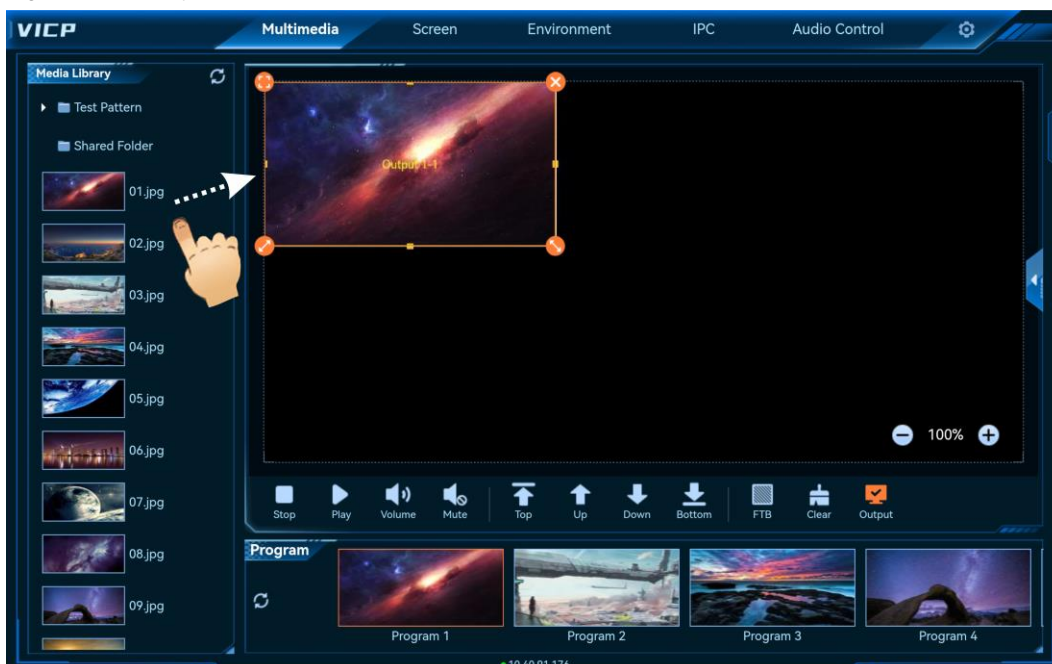 VICP
Multimedia
Screen
Environment
IPC
Audio Control
Media Library
Test Pattern
Shared Folder
01.jpg
02.jpg
03.jpg
04.jpg
05.jpg
06.jpg
07.jpg
08.jpg
09.jpg
Output 1-1
100%
Stop
Play
Volume
Mute
Top
Up
Down
Bottom
FTB
Clear
Output
Program
Program 1
Program 2
Program 3
Program 4